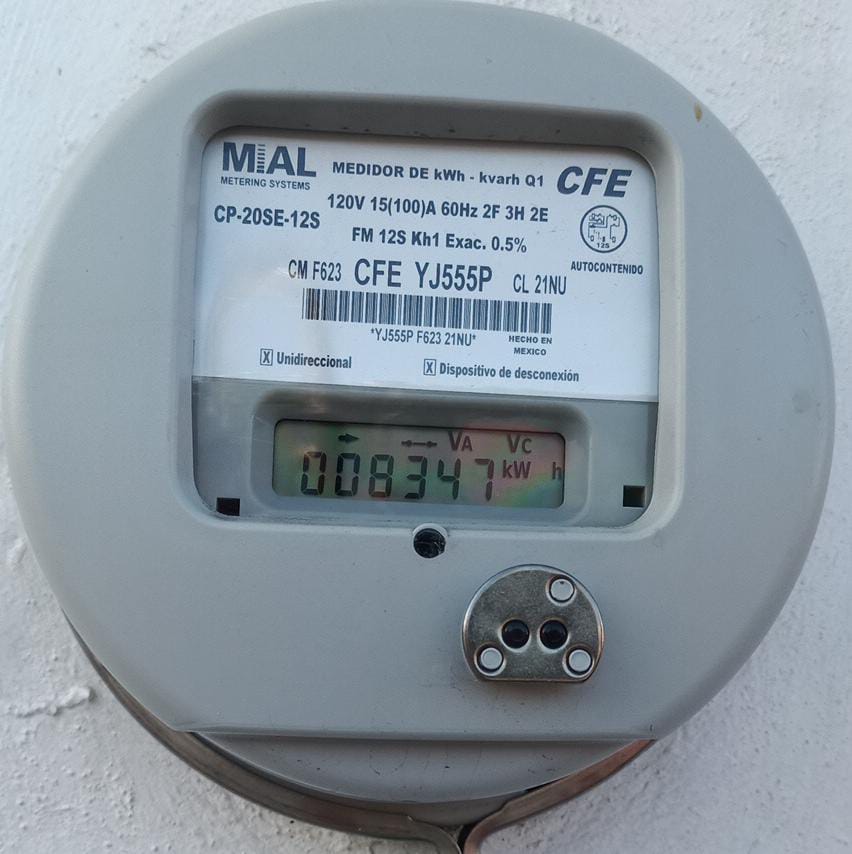 MIAL
METERING SYSTEMS
MEDIDOR DE kWh - kvarh Q1
CFE
CP-20SE-12S
120V 15(100)A 60Hz 2F 3H 2E
FM 12S Kh1 Exac. 0.5%
12S
AUTOCONTENIDO
CM F623 CFE YJ555P CL 21NU
*YJ555P F623 21NU*
HECHO EN
MEXICO
X Unidireccional
X Dispositivo de desconexión
VA VC
008347 kW h